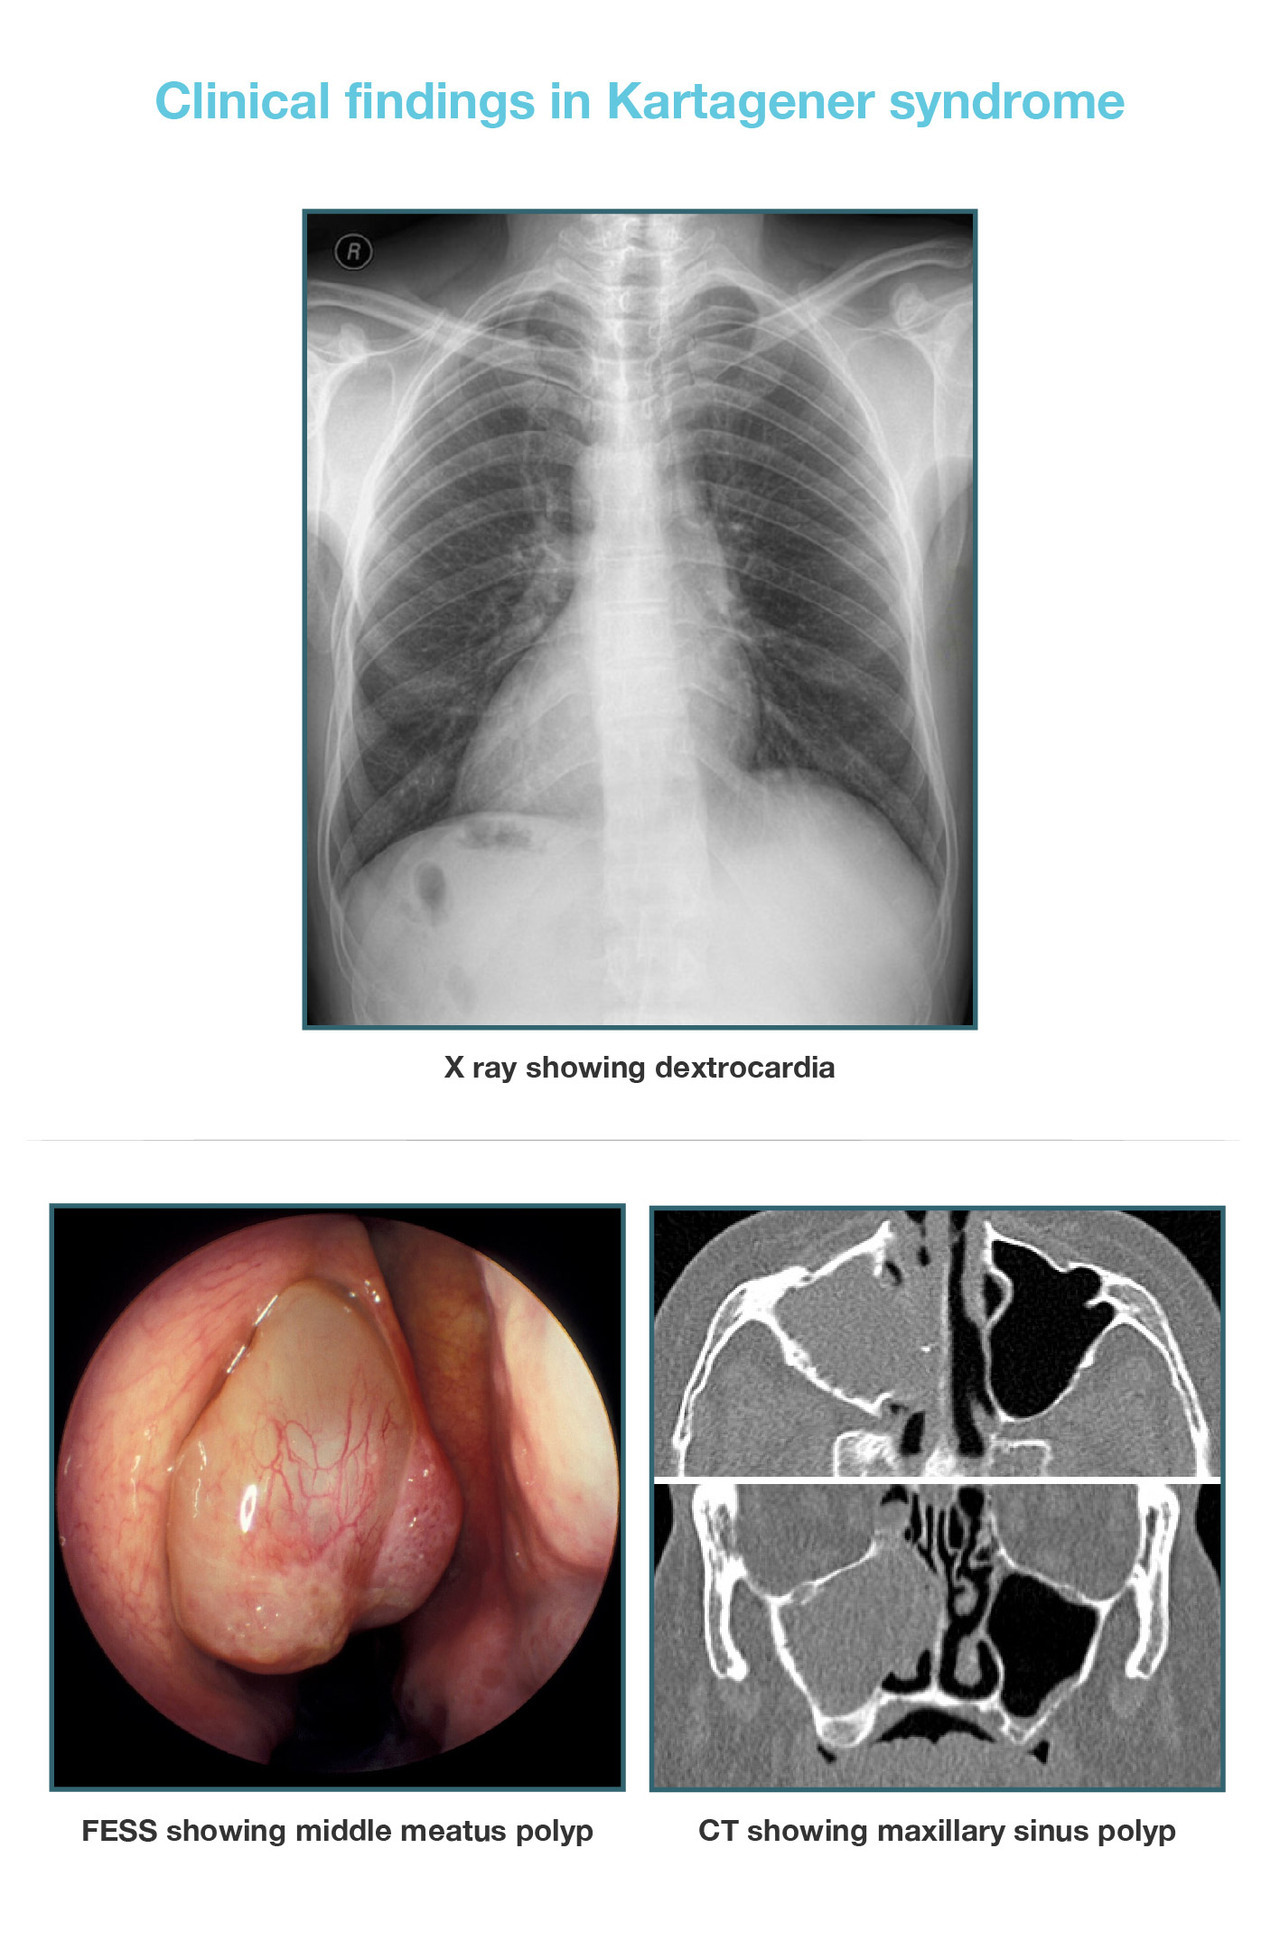 Clinical findings in Kartagener syndrome
R
X ray showing dextrocardia
FESS showing middle meatus polyp
CT showing maxillary sinus polyp